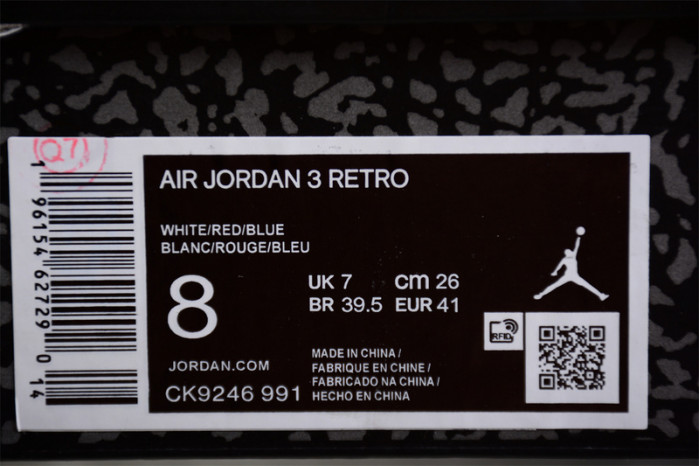 Q7
1 96154 62729 0 14
AIR JORDAN 3 RETRO
WHITE/RED/BLUE
BLANC/ROUGE/BLEU
8
UK 7 cm 26
BR 39.5 EUR 41
RFID
JORDAN.COM
CK9246 991
MADE IN CHINA /
FABRIQUE EN CHINE /
FABRICADO NA CHINA /
HECHO EN CHINA